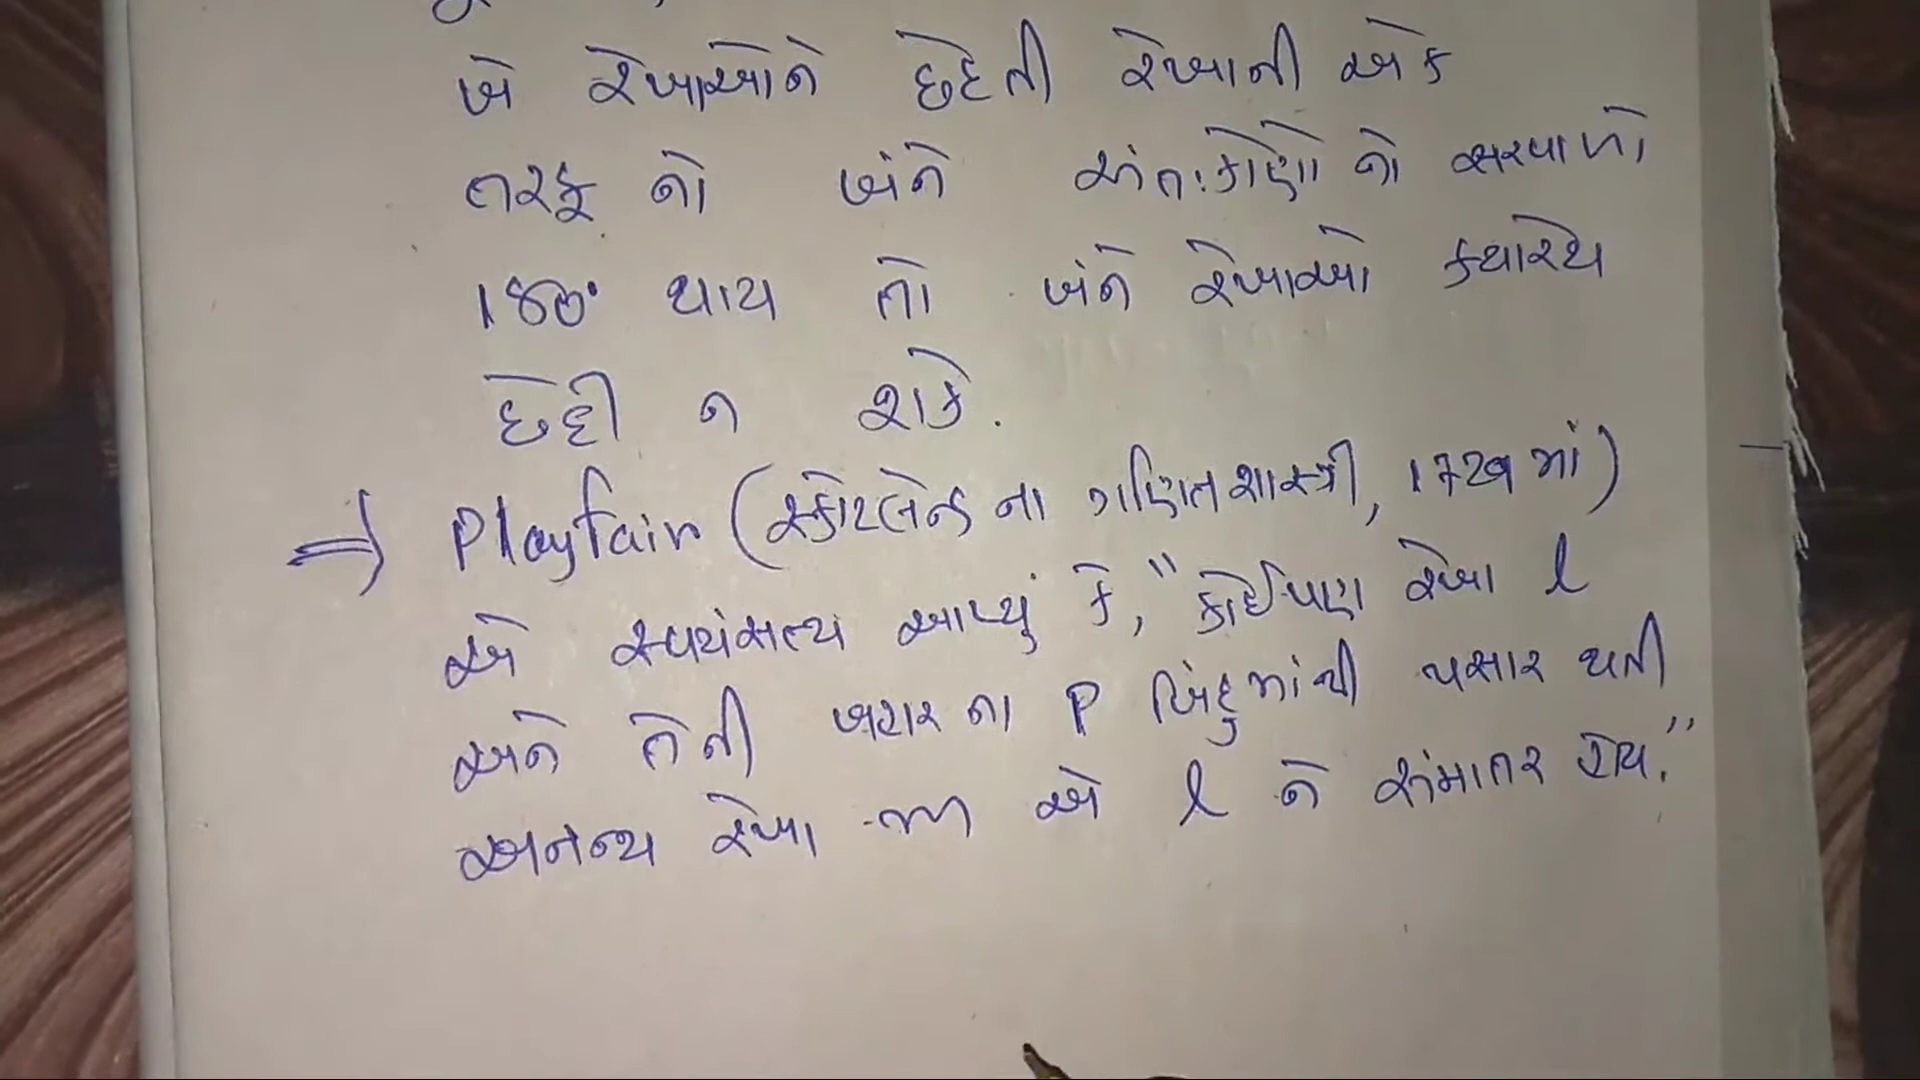 બે રેખાઓને છેદતી રેખાની એક
તરફ નો બંને અંતઃકોણો નો સરવાળો
180° થાય તો બંને રેખાઓ ક્યારેય
છેદી ન શકે.
⇒ Playfair (સ્કોટલેન્ડ ના ગણિતશાસ્ત્રી, 1729 માં)
એ સ્વયંસત્ય આપ્યું કે, "કોઈપણ રેખા l
અને તેની બહાર ના P બિંદુમાંથી પસાર થતી
અનન્ય રેખા m એ l ને સંમાતર હોય."